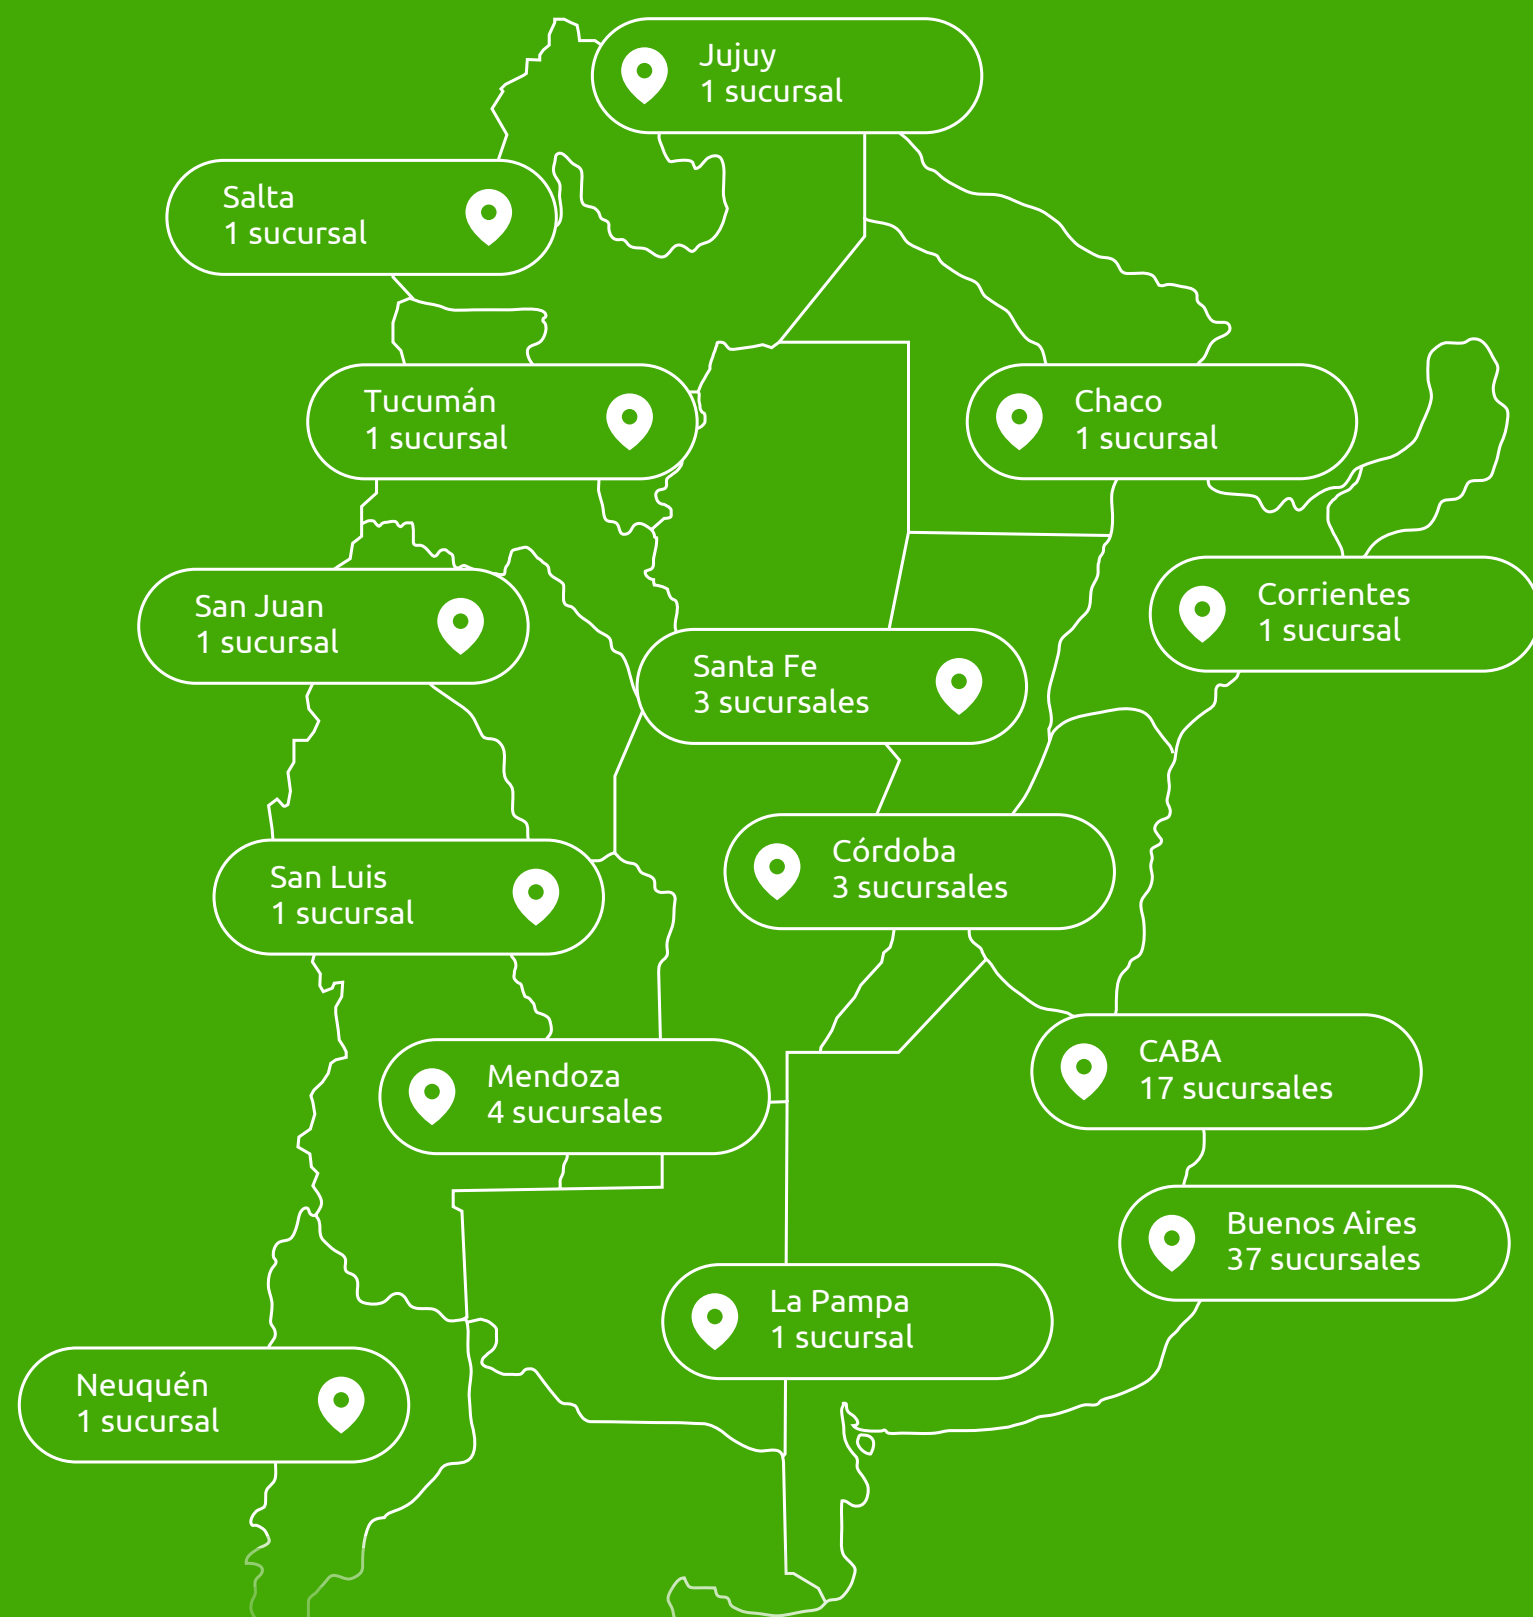 Jujuy
1 sucursal
Salta
1 sucursal
Tucumán
1 sucursal
Chaco
1 sucursal
San Juan
1 sucursal
Corrientes
1 sucursal
Santa Fe
3 sucursales
Córdoba
3 sucursales
San Luis
1 sucursal
Mendoza
4 sucursales
CABA
17 sucursales
Buenos Aires
37 sucursales
La Pampa
1 sucursal
Neuquén
1 sucursal